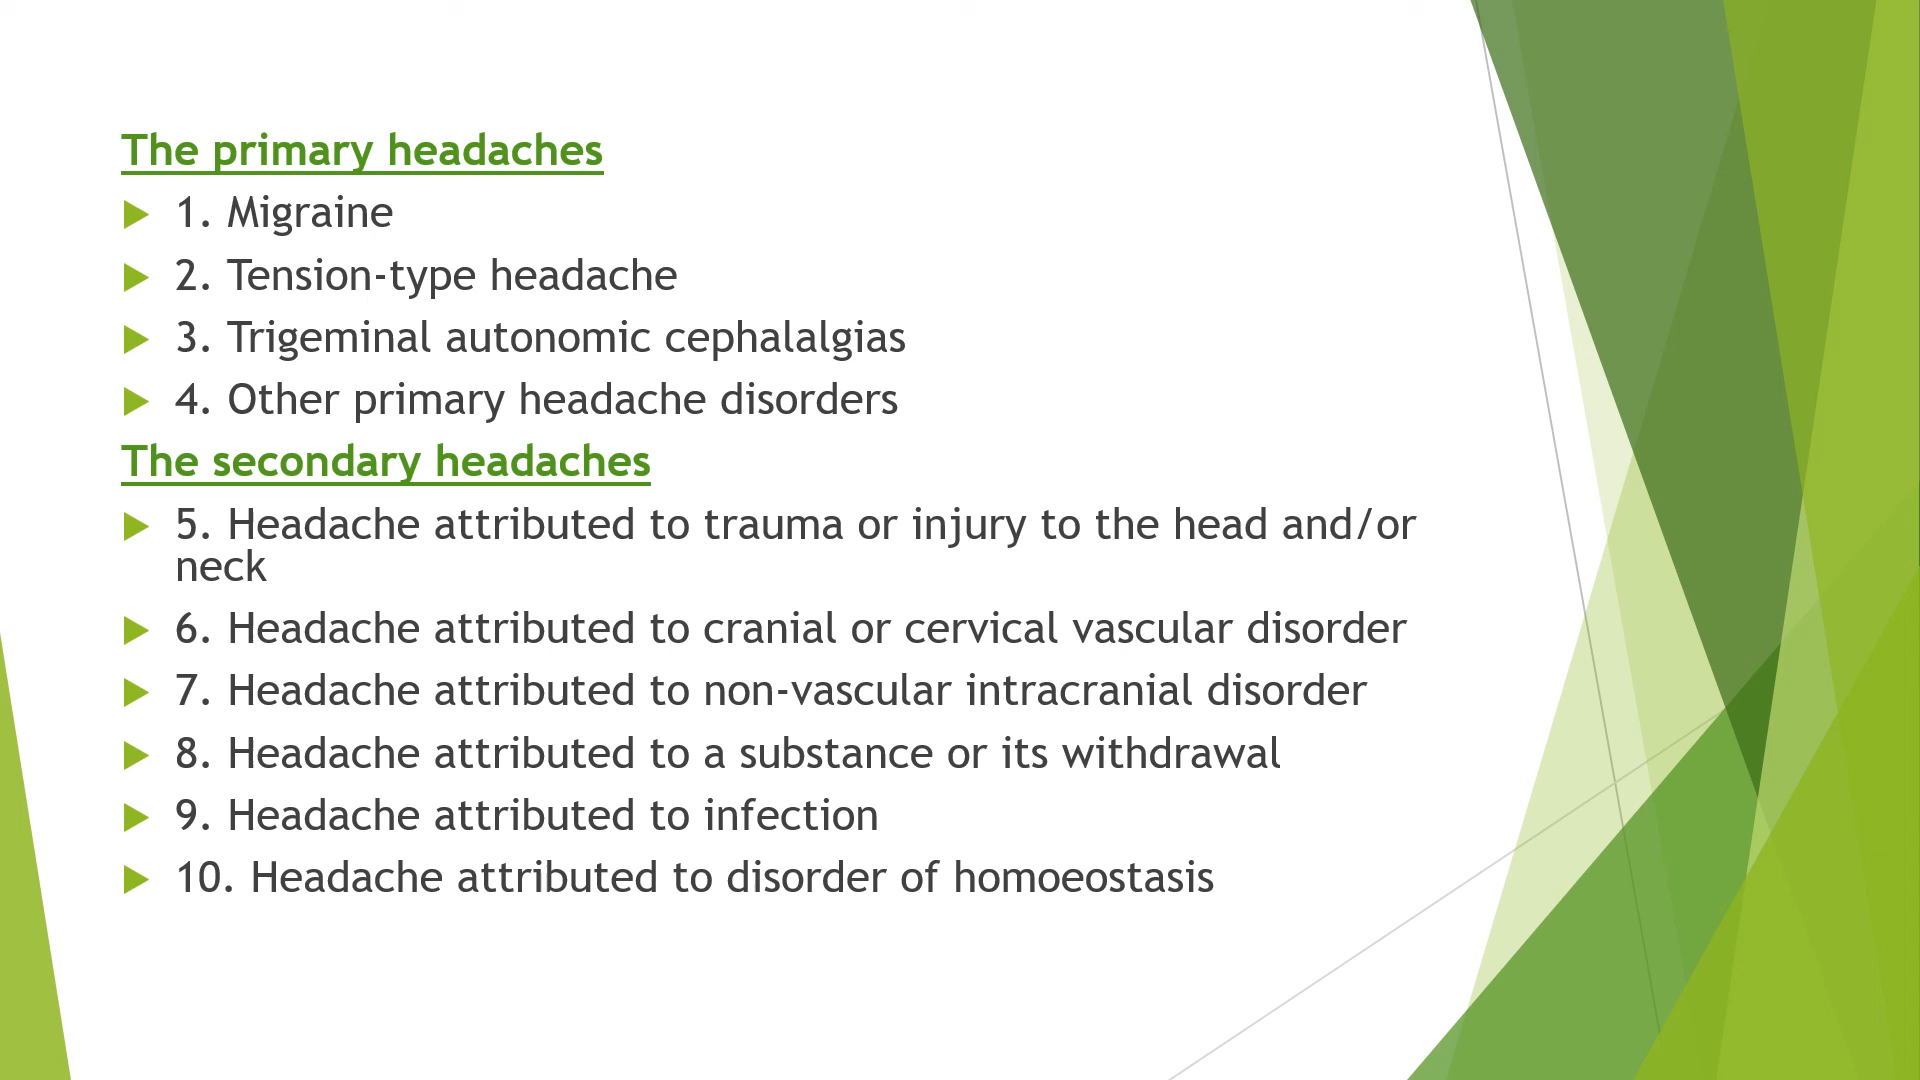 The primary headaches
1. Migraine
2. Tension-type headache
3. Trigeminal autonomic cephalalgias
4. Other primary headache disorders
The secondary headaches
5. Headache attributed to trauma or injury to the head and/or
neck
6. Headache attributed to cranial or cervical vascular disorder
7. Headache attributed to non-vascular intracranial disorder
8. Headache attributed to a substance or its withdrawal
9. Headache attributed to infection
10. Headache attributed to disorder of homoeostasis